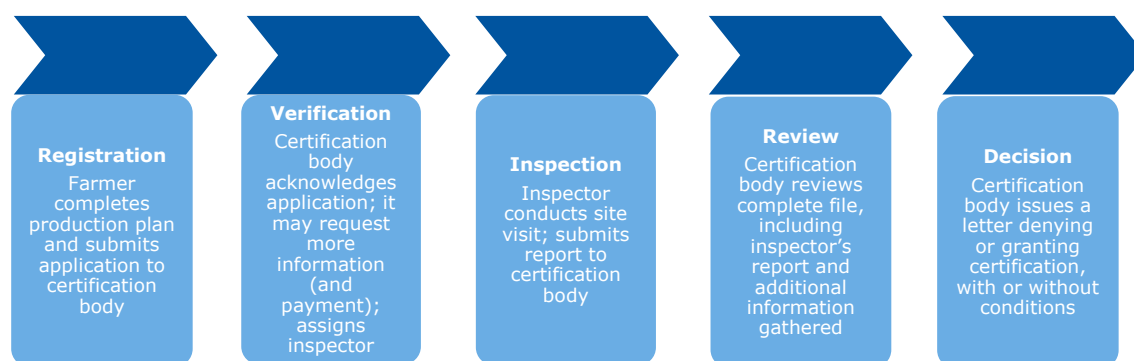 Registration
Farmer
completes
production plan
and submits
application to
certification
body
Verification
Certification
body
acknowledges
application; it
may request
more
information
(and
payment);
assigns
inspector
Inspection
Inspector
conducts site
visit; submits
report to
certification
body
Review
Certification
body reviews
complete file,
including
inspector’s
report and
additional
information
gathered
Decision
Certification
body issues a
letter denying
or granting
certification,
with or without
conditions